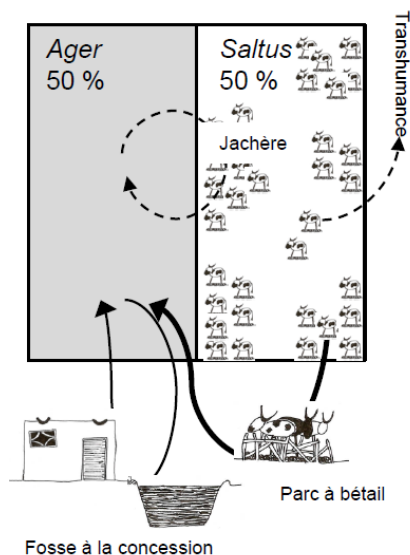 Ager
50 %
Saltus
50 %
Jachère
Transhumance
Parc à bétail
Fosse à la concession